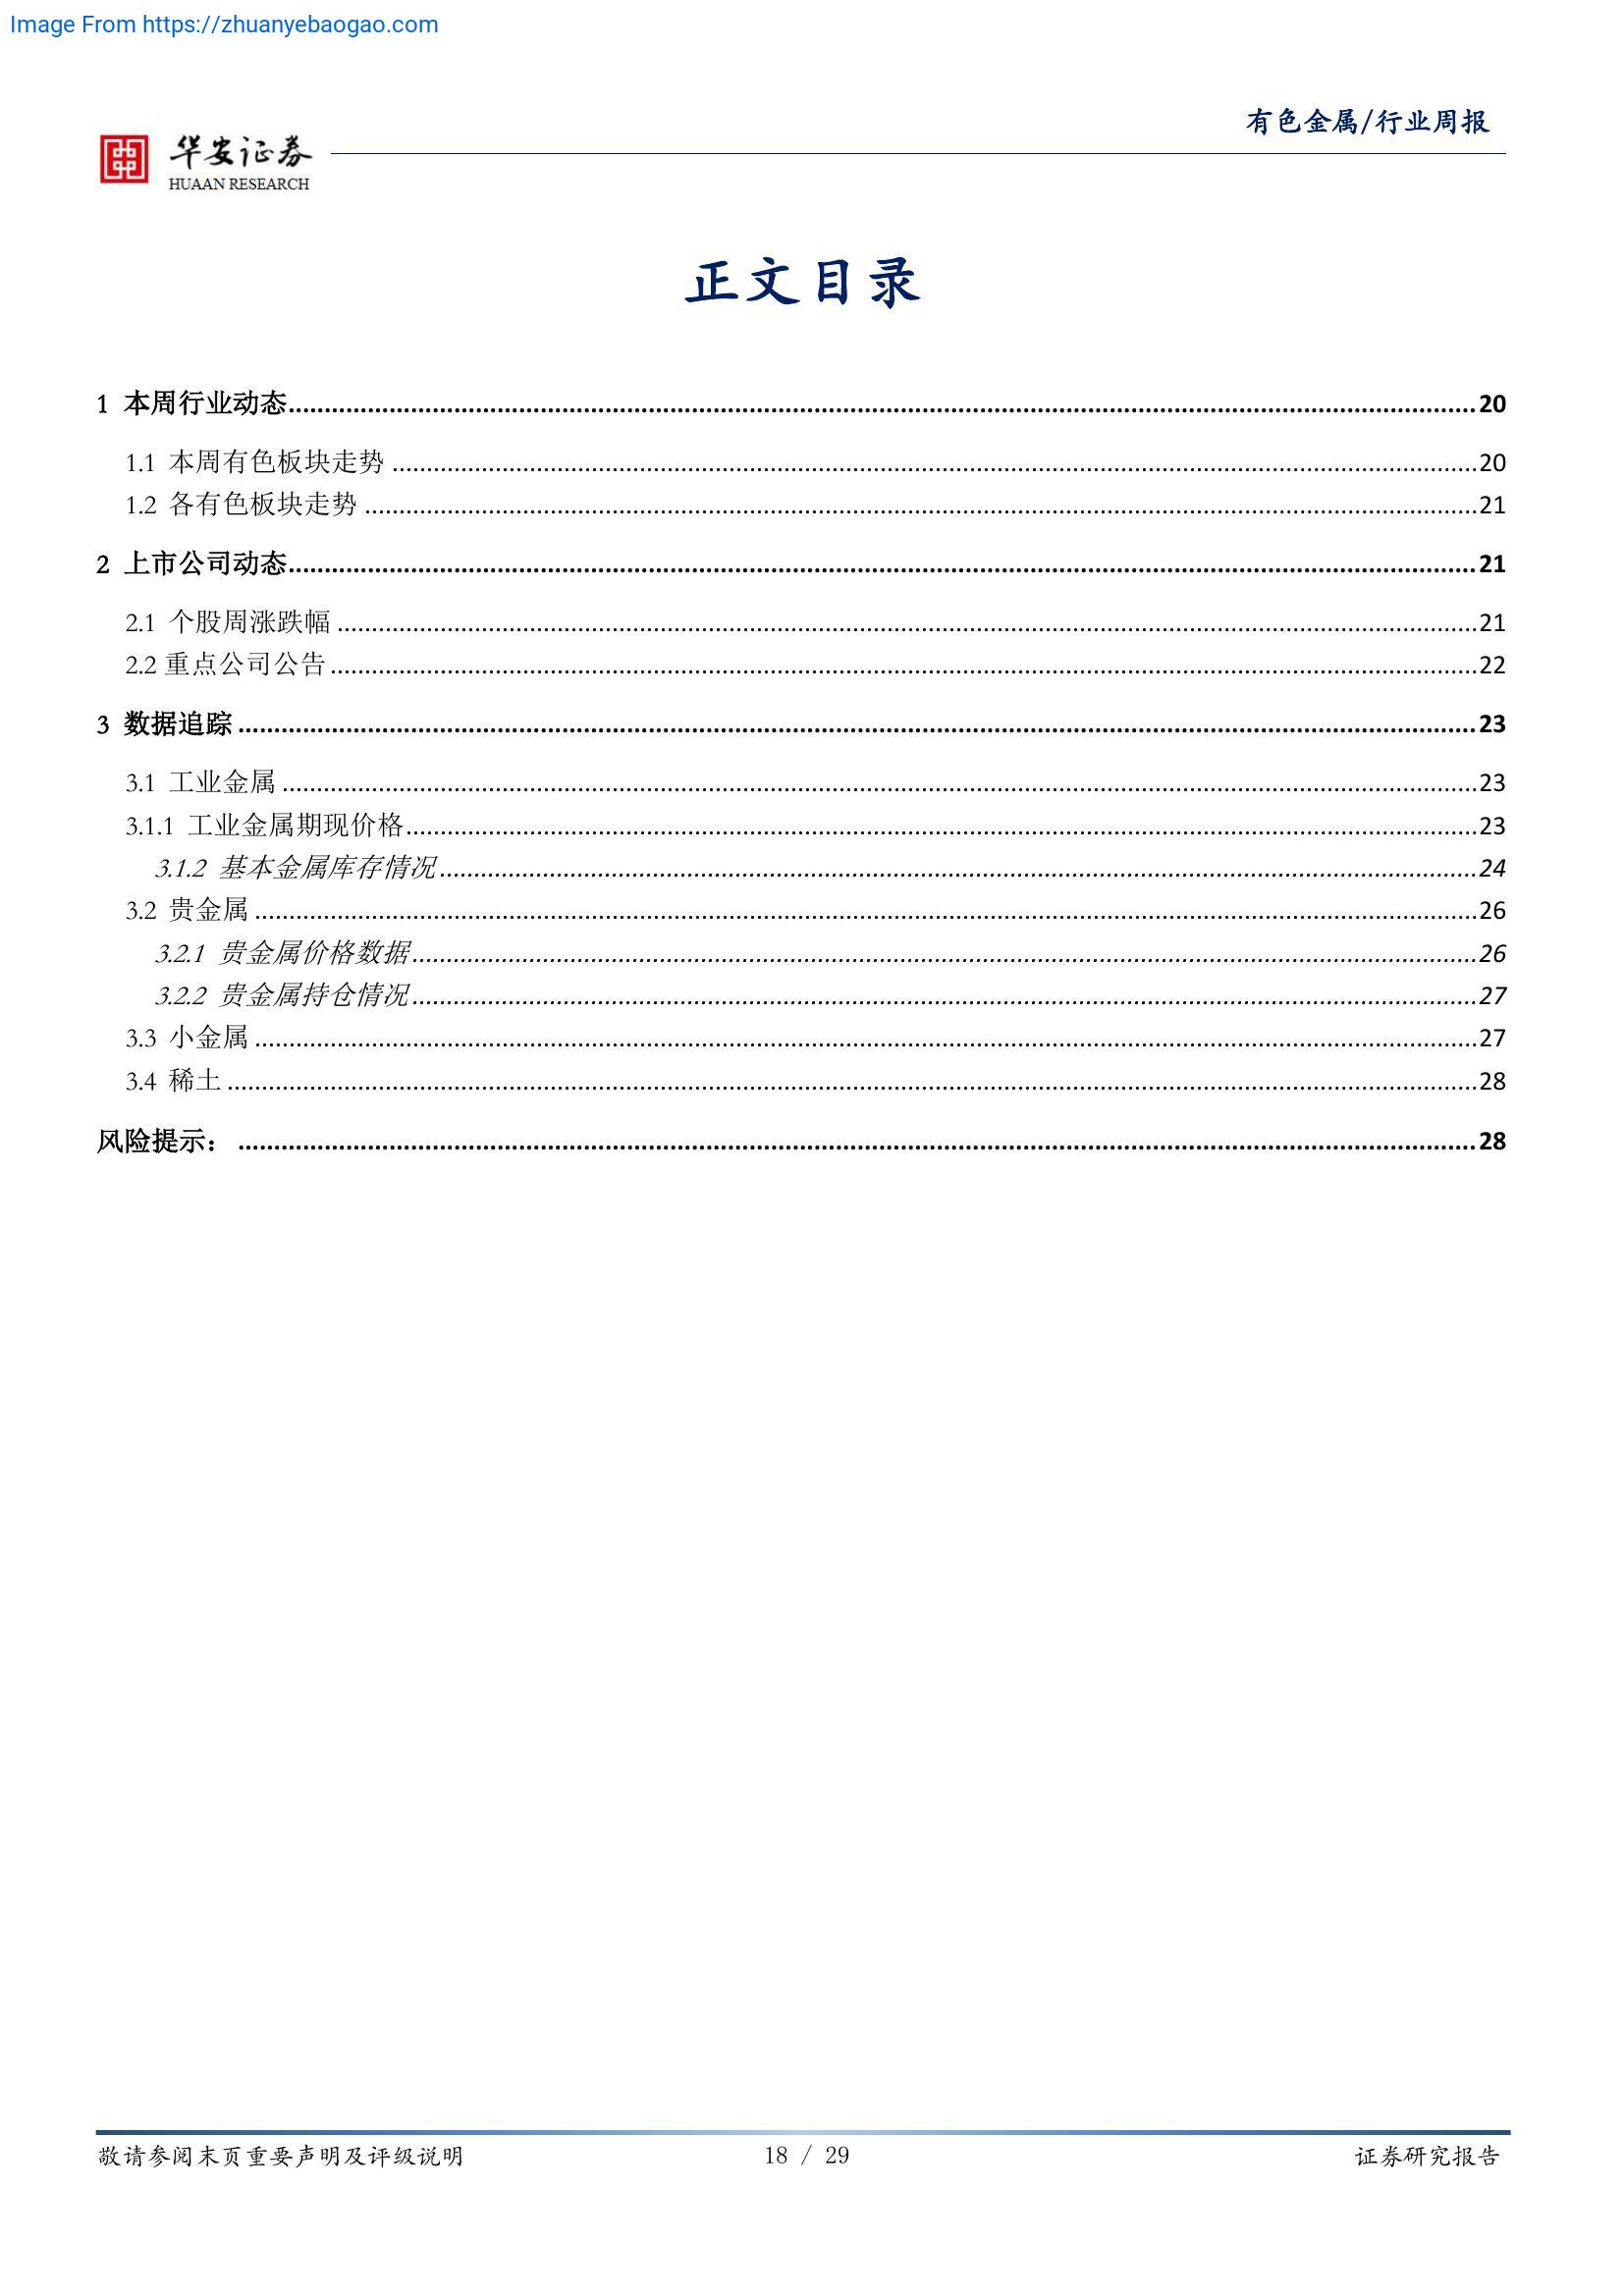 Image From https://zhuanyebaogao.com
有色金属/行业周报
华安证券
HUAAN RESEARCH
正文目录
1 本周行业动态....................20
1.1 本周有色板块走势....................20
1.2 各有色板块走势....................21
2 上市公司动态....................21
2.1 个股周涨跌幅....................21
2.2重点公司公告....................22
3 数据追踪....................23
3.1 工业金属....................23
3.1.1 工业金属期现价格....................23
3.1.2 基本金属库存情况....................24
3.2 贵金属....................26
3.2.1 贵金属价格数据....................26
3.2.2 贵金属持仓情况....................27
3.3 小金属....................27
3.4 稀土....................28
风险提示：....................28
敬请参阅末页重要声明及评级说明
18 / 29
证券研究报告